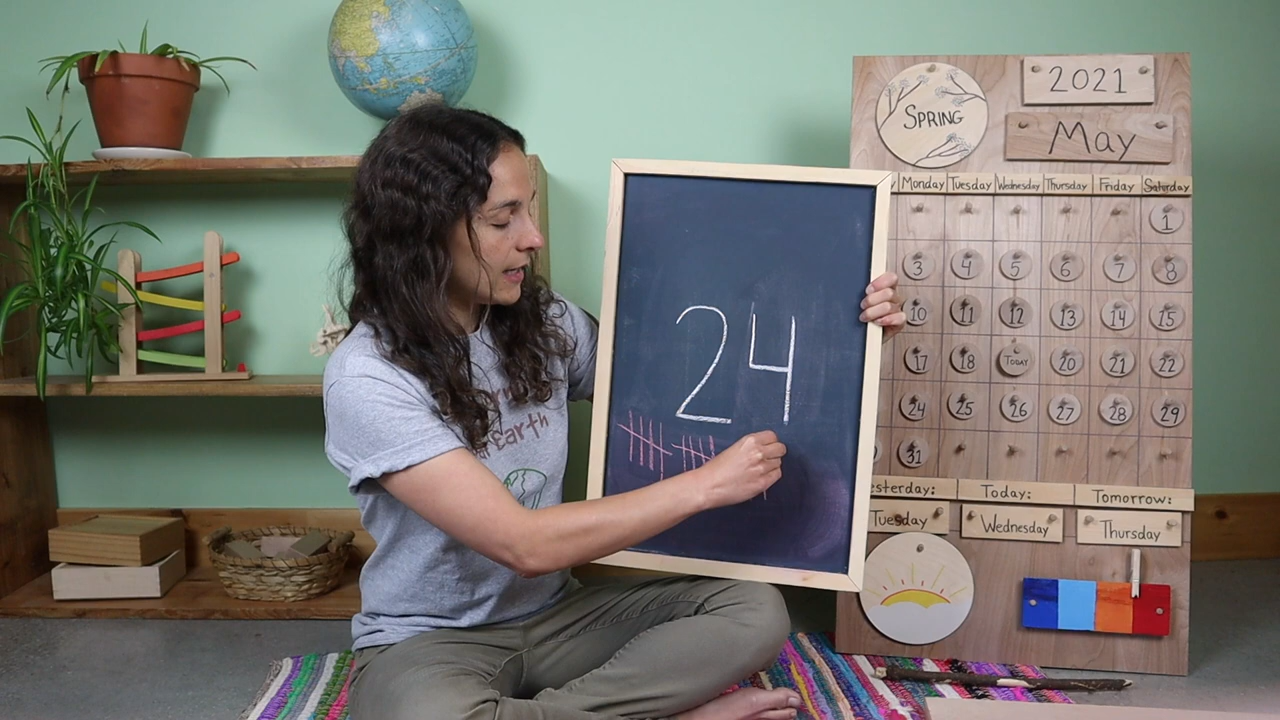 SPRING
2021
May
Monday Tuesday Wednesday Thursday Friday Saturday
1
3 4 5 6 7 8
10 11 12 13 14 15
17 18 TODAY 20 21 22
24 25 26 27 28 29
31
Today: Tomorrow:
Tuesday Wednesday Thursday
24
Earth